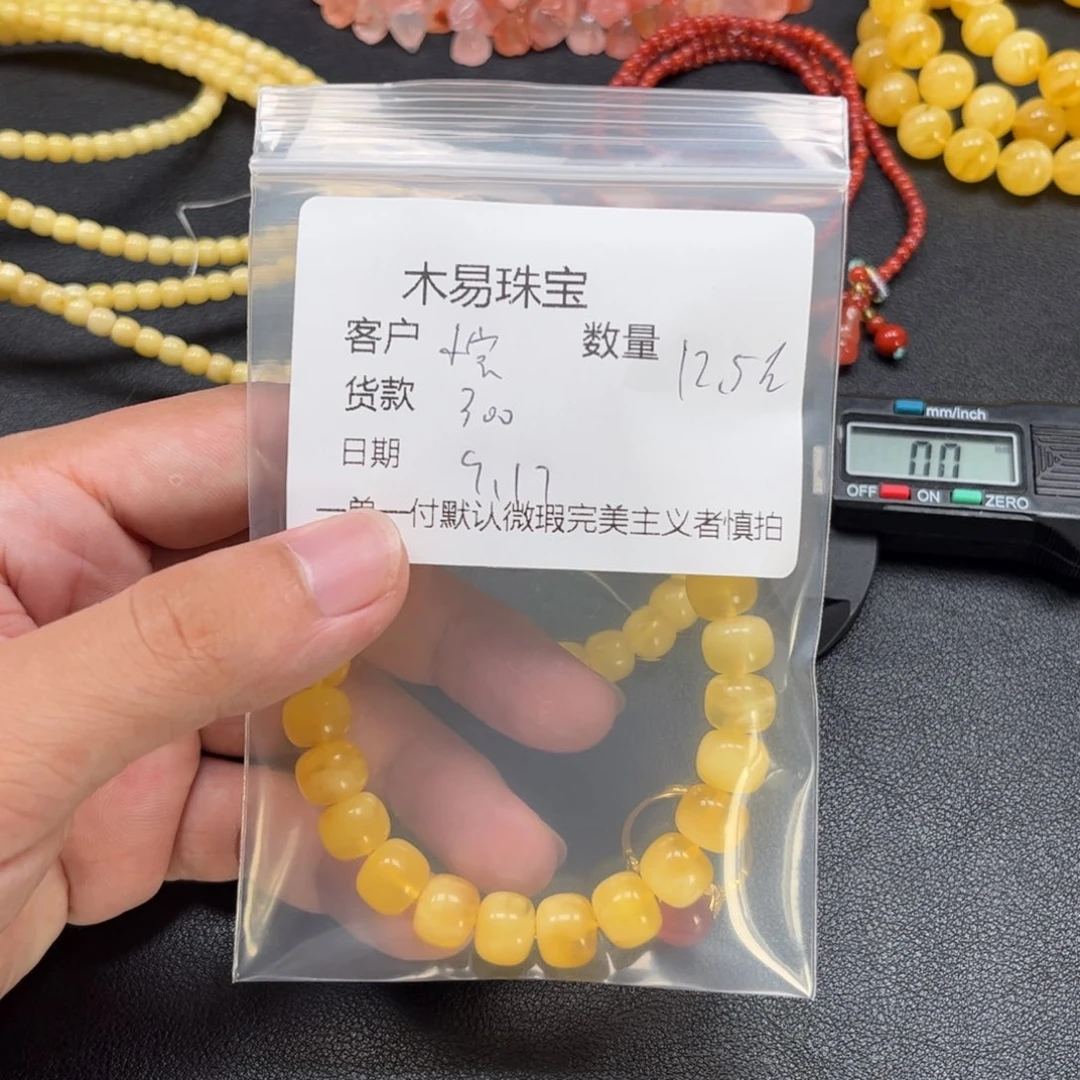 木易珠宝
客户 数量 12.5
货款 300
日期 9.17
一单一付默认微瑕完美主义者慎拍
mm/inch
00
OFF ON ZERO